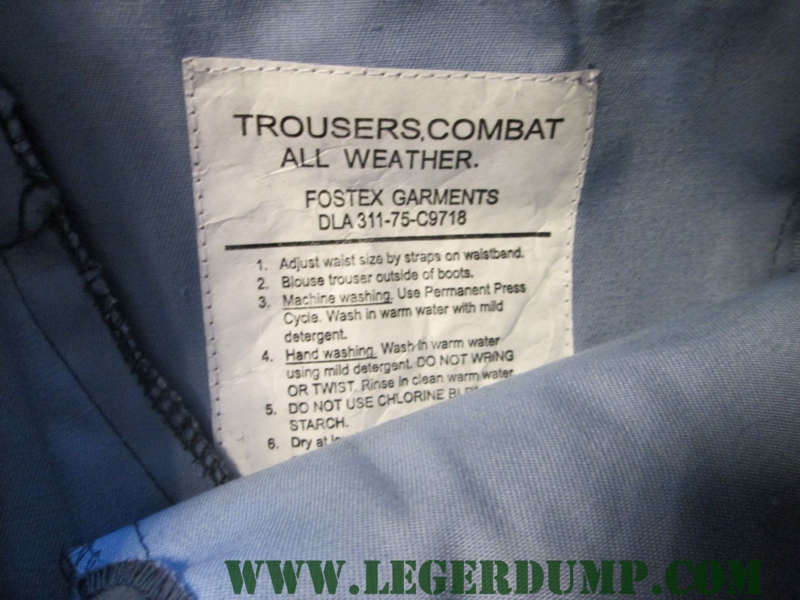 TROUSERS,COMBAT
ALL WEATHER.
FOSTEX GARMENTS
DLA 311-75-C9718
1. Adjust waist size by straps on waistband.
2. Blouse trouser outside of boots.
3. Machine washing. Use Permanent Press
Cycle. Wash in warm water with mild
detergent.
4. Hand washing. Wash in warm water
using mild detergent. DO NOT WRING
OR TWIST. Rinse in clean warm water
5. DO NOT USE CHLORINE
STARCH.
6. Dry at
WWW.LEGERDUMP.COM